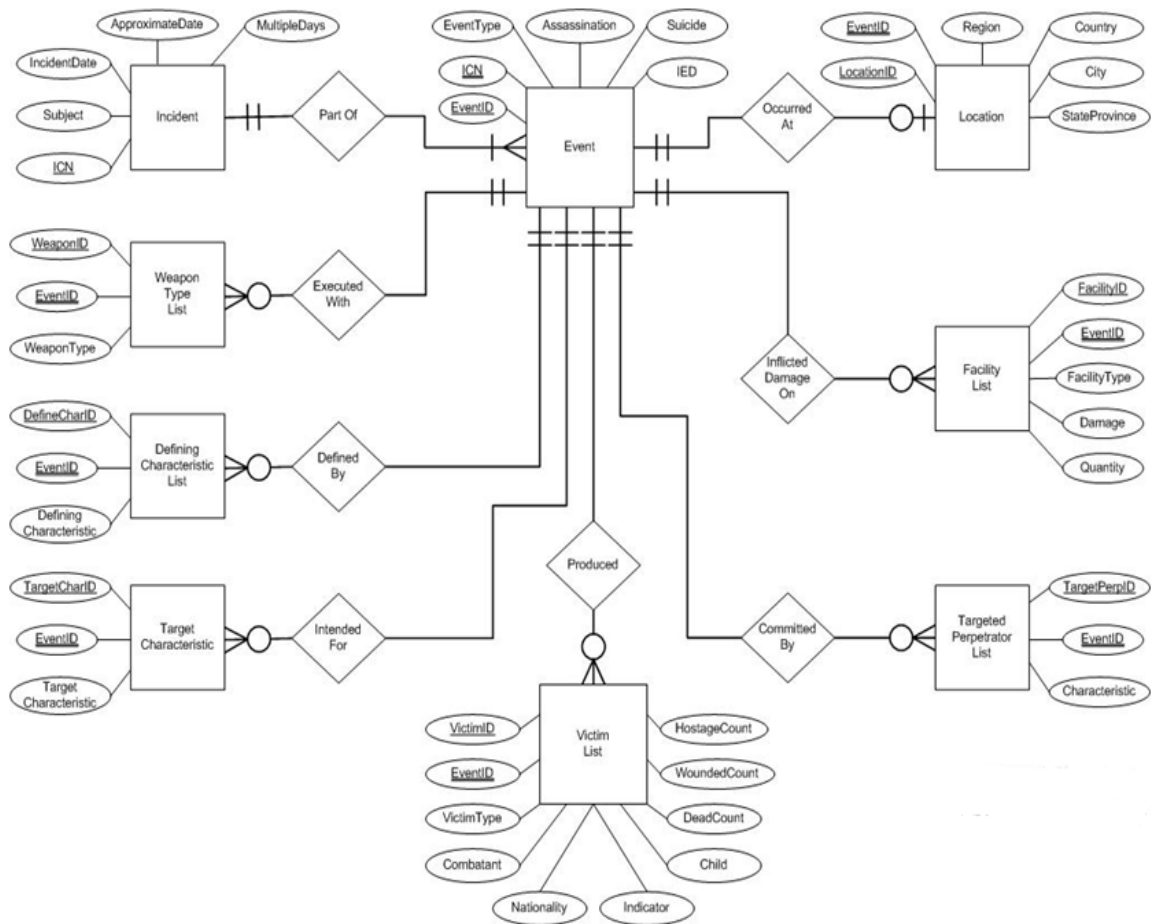 ApproximateDate
MultipleDays
IncidentDate
Subject
ICN
Incident
Part Of
EventType
Assassination
Suicide
ICN
IED
EventID
Event
Occurred
At
EventID
Region
Country
LocationID
City
StateProvince
Location
WeaponID
EventID
WeaponType
Weapon
Type
List
Executed
With
Inflicted
Damage
On
Facility
List
FacilityID
EventID
FacilityType
Damage
Quantity
DefineCharID
EventID
Defining
Characteristic
Defining
Characteristic
List
Defined
By
Produced
TargetCharID
EventID
Target
Characteristic
Target
Characteristic
Intended
For
Committed
By
Targeted
Perpetrator
List
TargetPerpID
EventID
Characteristic
VictimID
EventID
VictimType
Combatant
Nationality
Victim
List
HostageCount
WoundedCount
DeadCount
Child
Indicator